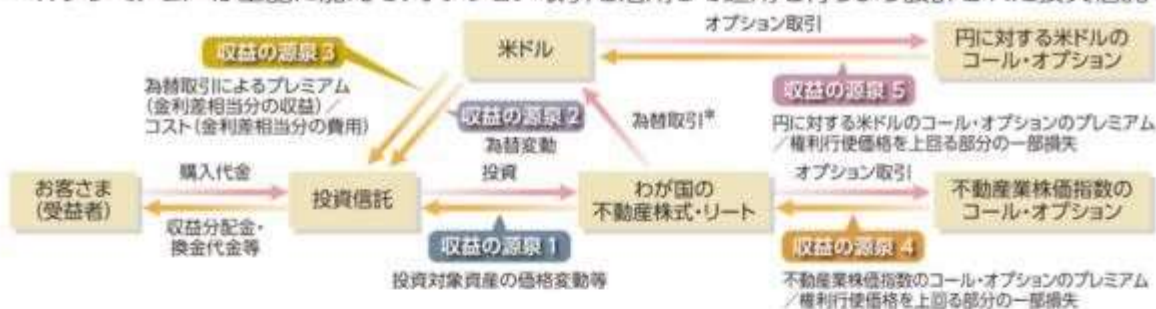 オプション取引
米ドル
円に対する米ドルの
コール・オプション
収益の源泉 3
為替取引によるプレミアム
(金利差相当分の収益)／
コスト(金利差相当分の費用)
収益の源泉 2
為替変動
為替取引*
収益の源泉 5
円に対する米ドルのコール・オプションのプレミアム
／権利行使価格を上回る部分の一部損失
お客さま
(受益者)
購入代金
収益分配金・
換金代金等
投資信託
投資
収益の源泉 1
投資対象資産の価格変動等
わが国の
不動産株式・リート
オプション取引
収益の源泉 4
不動産業株価指数の
コール・オプション
不動産業株価指数のコール・オプションのプレミアム
／権利行使価格を上回る部分の一部損失